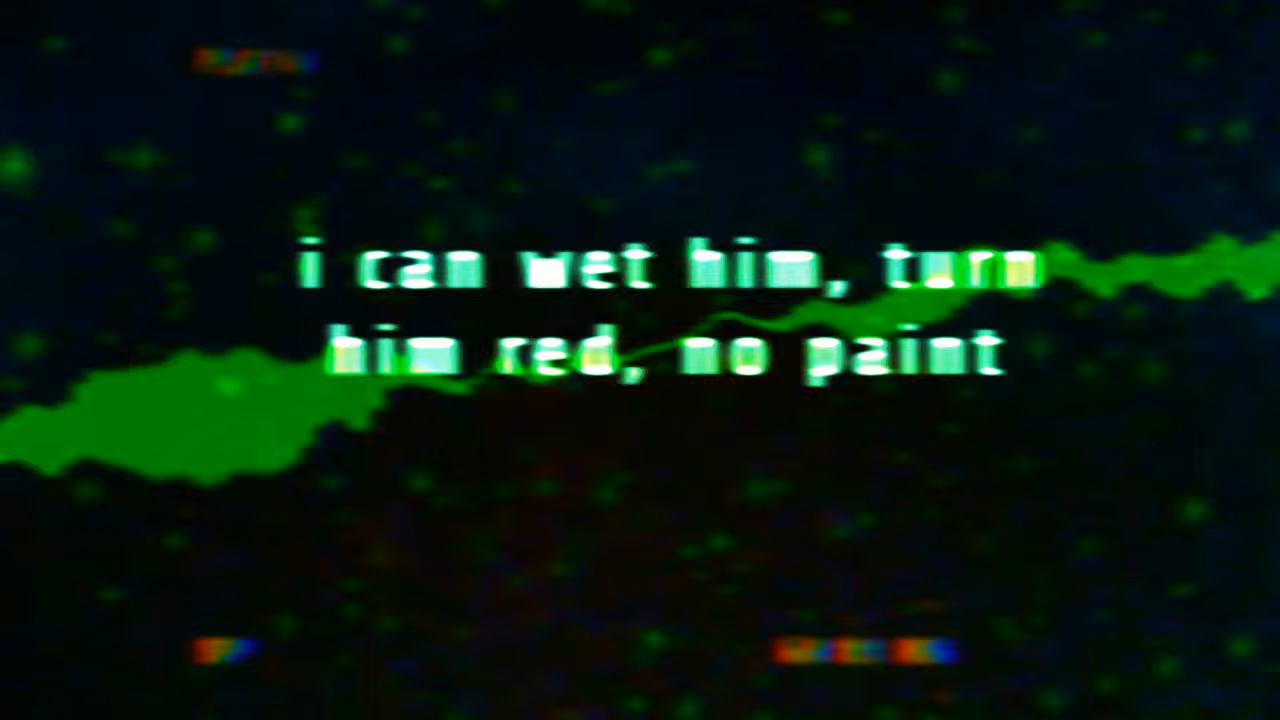 i can wet him, turn
him red, no paint